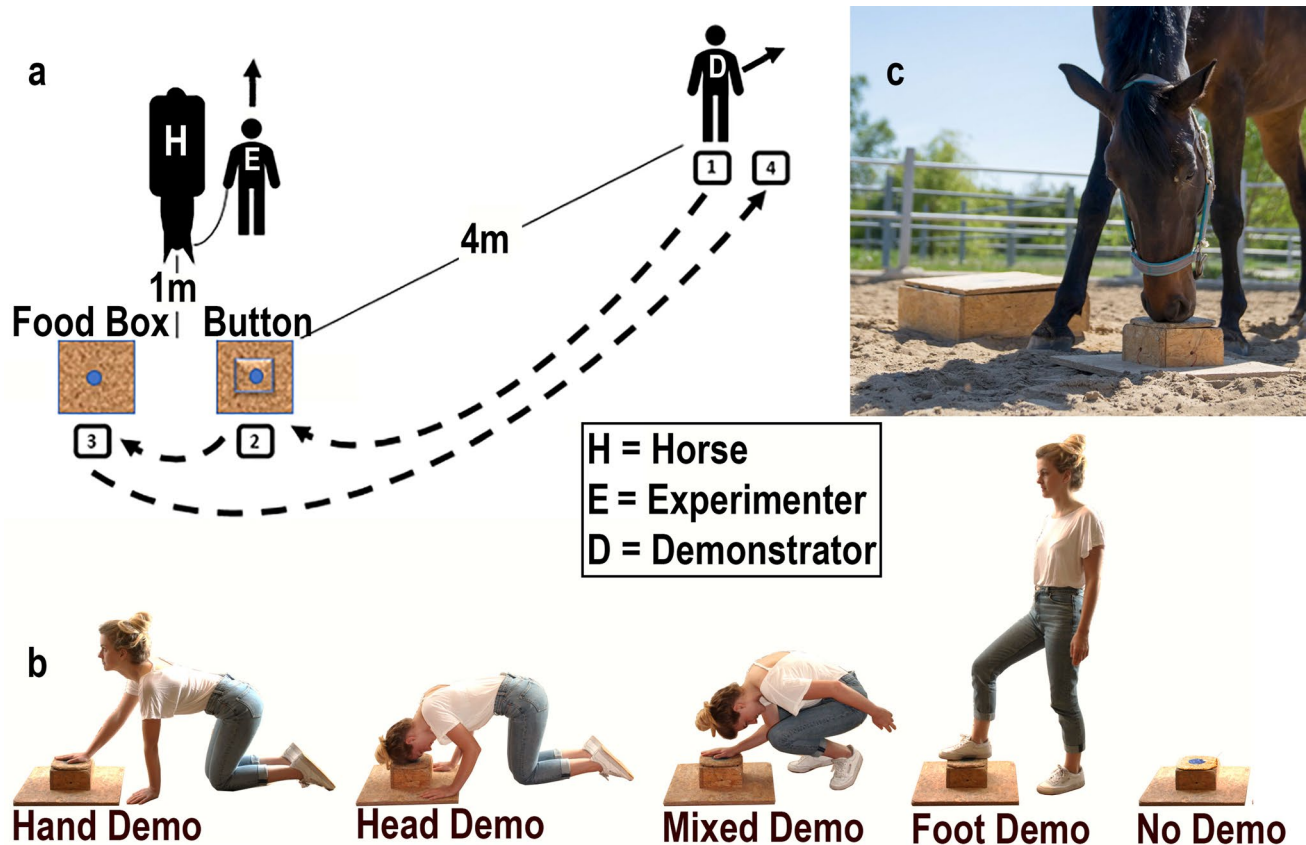 a
H
E
D
c
1
4
4m
1m
Food Box
Button
3
2
H = Horse
E = Experimenter
D = Demonstrator
b
Hand Demo
Head Demo
Mixed Demo
Foot Demo
No Demo